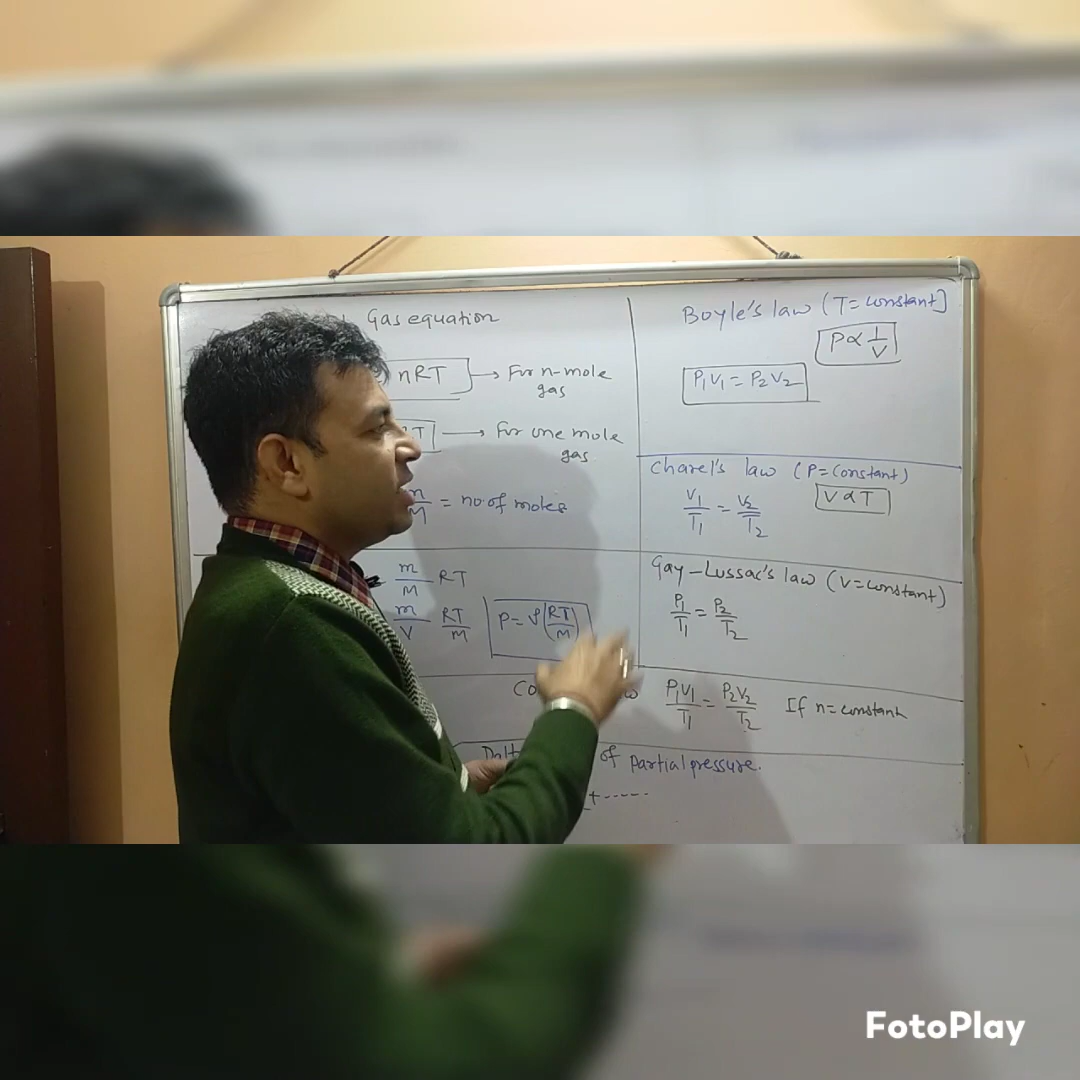 Gas equation
nRT → For n-mole
gas
→ For one mole
gas
= no. of moles
m/M RT
m/V RT/M
P = ρ(RT/M)
Boyle's law (T = constant]
P ∝ 1/V
P₁V₁ = P₂V₂
Charel's law (P = Constant)
V₁/T₁ = V₂/T₂
V ∝ T
Gay-Lussac's law (V = constant)
P₁/T₁ = P₂/T₂
P₁V₁/T₁ = P₂V₂/T₂ If n = constant
of Partial pressure.
+------
FotoPlay